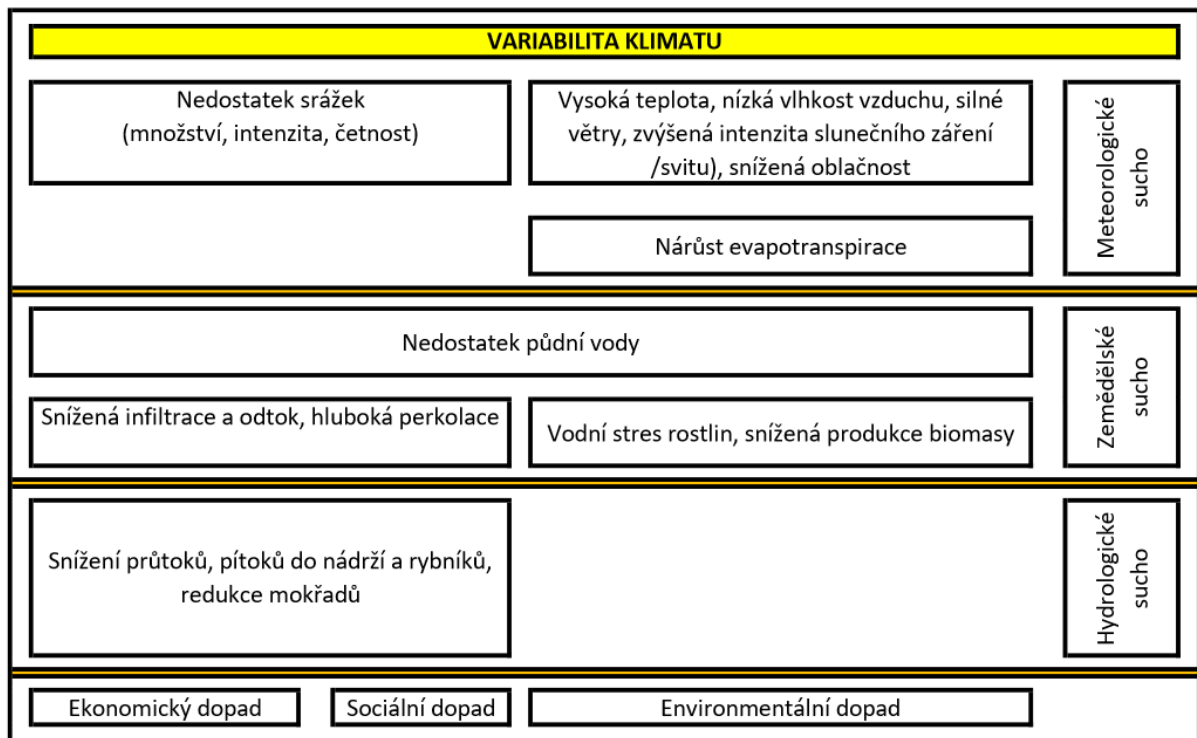 VARIABILITA KLIMATU
Nedostatek srážek
(množství, intenzita, četnost)
Vysoká teplota, nízká vlhkost vzduchu, silné
větry, zvýšená intenzita slunečního záření
/svitu), snížená oblačnost
Nárůst evapotranspirace
Meteorologické
sucho
Nedostatek půdní vody
Snížená infiltrace a odtok, hluboká perkolace
Vodní stres rostlin, snížená produkce biomasy
Zemědělské
sucho
Snížení průtoků, pítoků do nádrží a rybníků,
redukce mokřadů
Hydrologické
sucho
Ekonomický dopad
Sociální dopad
Environmentální dopad